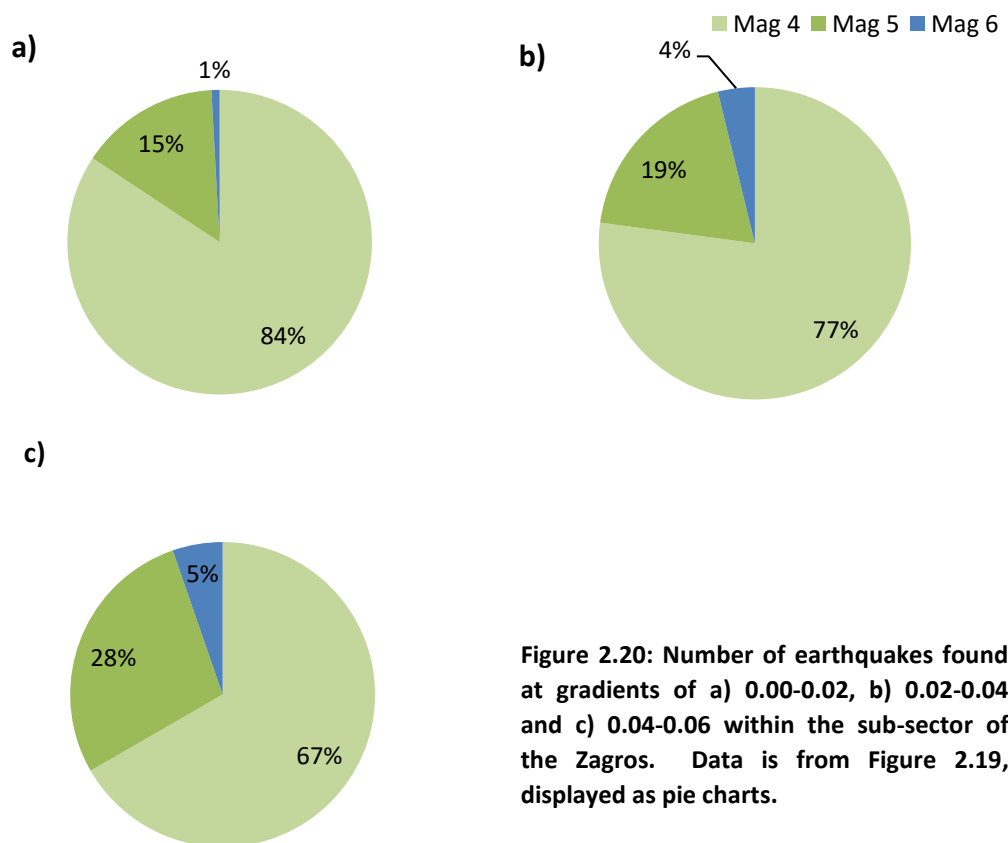 Mag 4 Mag 5 Mag 6
a)
1%
15%
84%
b)
4%
19%
77%
c)
5%
28%
67%
Figure 2.20: Number of earthquakes found
at gradients of a) 0.00-0.02, b) 0.02-0.04
and c) 0.04-0.06 within the sub-sector of
the Zagros. Data is from Figure 2.19,
displayed as pie charts.